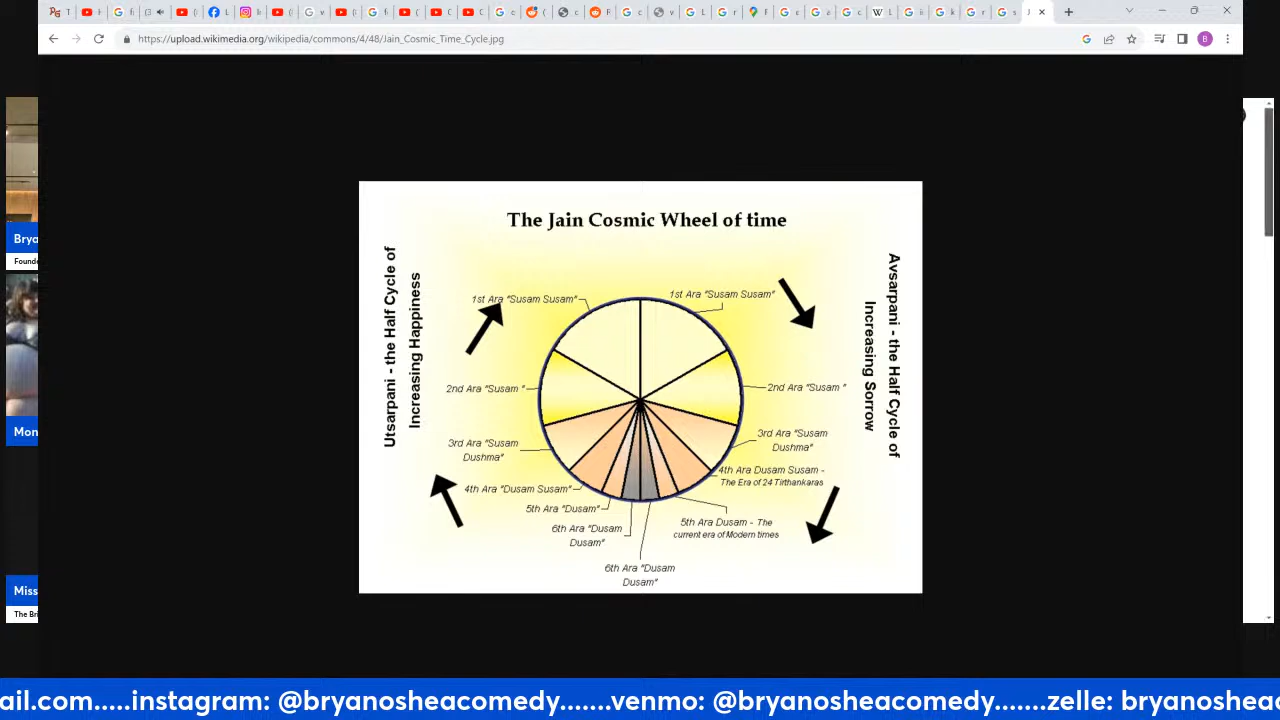 https://upload.wikimedia.org/wikipedia/commons/4/48/Jain_Cosmic_Time_Cycle.jpg
The Jain Cosmic Wheel of time
Utsarpani - the Half Cycle of
Increasing Happiness
Avsarpani - the Half Cycle of
Increasing Sorrow
1st Ara "Susam Susam"
1st Ara "Susam Susam"
2nd Ara "Susam "
2nd Ara "Susam "
3rd Ara "Susam
Dushma"
3rd Ara "Susam
Dushma"
4th Ara "Dusam Susam"
4th Ara Dusam Susam -
The Era of 24 Tirthankaras
5th Ara "Dusam"
5th Ara Dusam - The
current era of Modern times
6th Ara "Dusam
Dusam"
6th Ara "Dusam
Dusam"
Brya
Founde
Mon
Miss
The Bri
ail.com.....instagram: @bryanosheacomedy.......venmo: @bryanosheacomedy.......zelle: bryanoshea